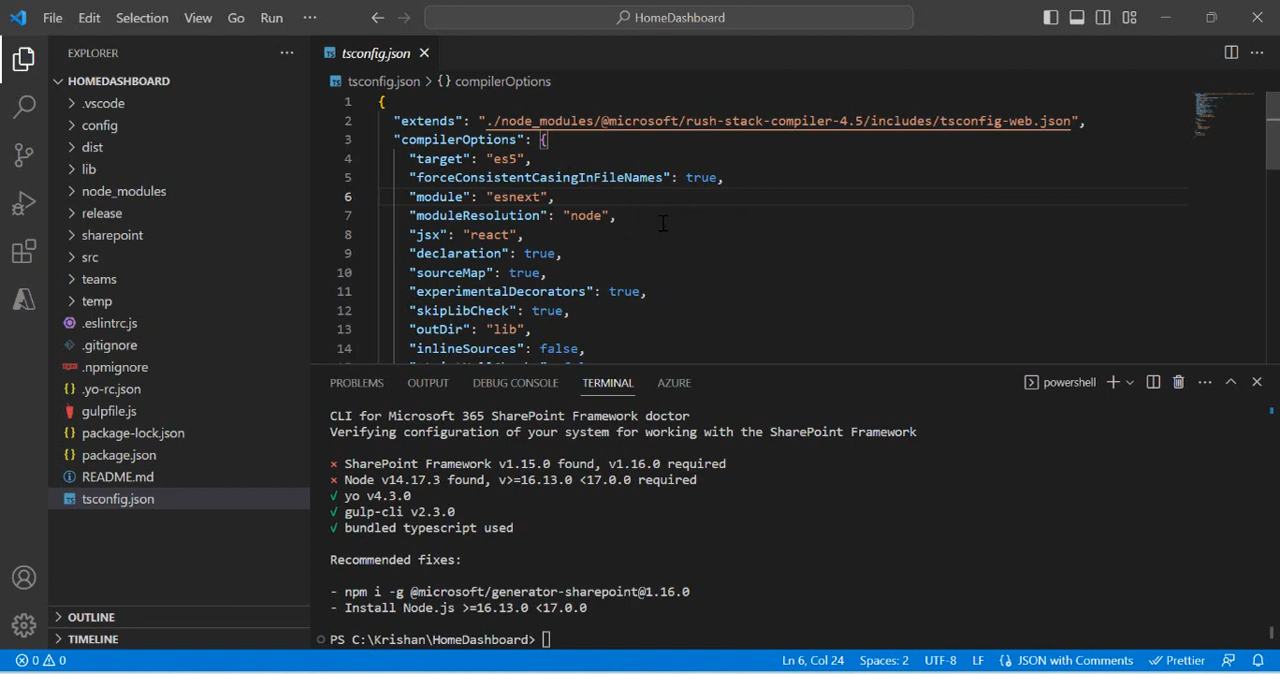 File Edit Selection View Go Run ··· HomeDashboard
EXPLORER ···
HOMEDASHBOARD
.vscode
config
dist
lib
node_modules
release
sharepoint
src
teams
temp
.eslintrc.js
.gitignore
.npmignore
.yo-rc.json
gulpfile.js
package-lock.json
package.json
README.md
tsconfig.json
OUTLINE
TIMELINE
tsconfig.json
tsconfig.json > {} compilerOptions
1 {
2 "extends": "./node_modules/@microsoft/rush-stack-compiler-4.5/includes/tsconfig-web.json",
3 "compilerOptions": {
4 "target": "es5",
5 "forceConsistentCasingInFileNames": true,
6 "module": "esnext",
7 "moduleResolution": "node",
8 "jsx": "react",
9 "declaration": true,
10 "sourceMap": true,
11 "experimentalDecorators": true,
12 "skipLibCheck": true,
13 "outDir": "lib",
14 "inlineSources": false,
PROBLEMS OUTPUT DEBUG CONSOLE TERMINAL AZURE powershell
CLI for Microsoft 365 SharePoint Framework doctor
Verifying configuration of your system for working with the SharePoint Framework
× SharePoint Framework v1.15.0 found, v1.16.0 required
× Node v14.17.3 found, v>=16.13.0 <17.0.0 required
√ yo v4.3.0
√ gulp-cli v2.3.0
√ bundled typescript used
Recommended fixes:
- npm i -g @microsoft/generator-sharepoint@1.16.0
- Install Node.js >=16.13.0 <17.0.0
PS C:\Krishan\HomeDashboard>
0 0 Ln 6, Col 24 Spaces: 2 UTF-8 LF {} JSON with Comments Prettier